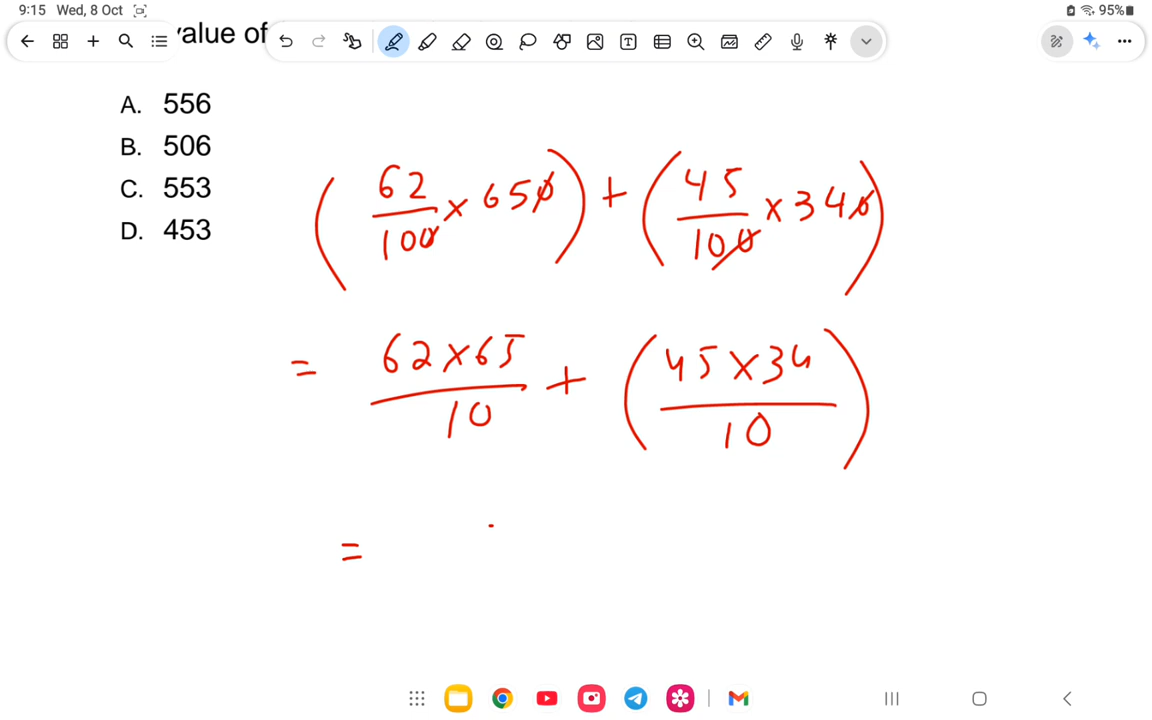 9:15 Wed, 8 Oct 95%
value of
A. 556
B. 506
C. 553
D. 453
(62/100 × 650) + (45/100 × 340)
= 62×65/10 + (45×34/10)
=